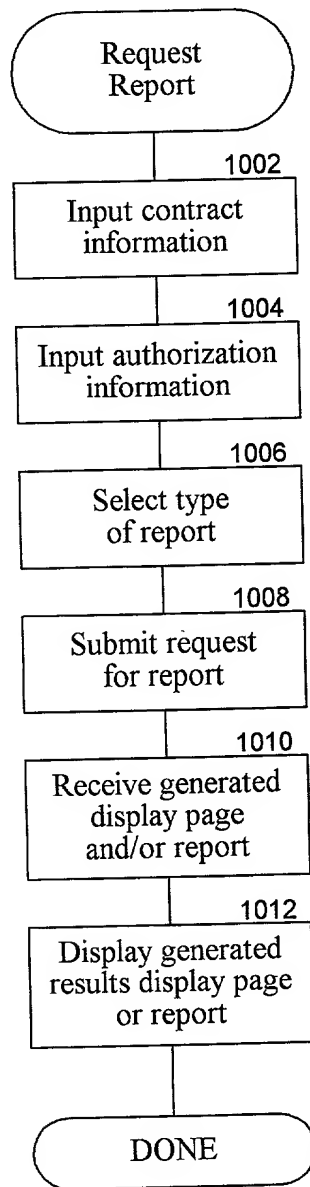 Request
Report
1002
Input contract
information
1004
Input authorization
information
1006
Select type
of report
1008
Submit request
for report
1010
Receive generated
display page
and/or report
1012
Display generated
results display page
or report
DONE